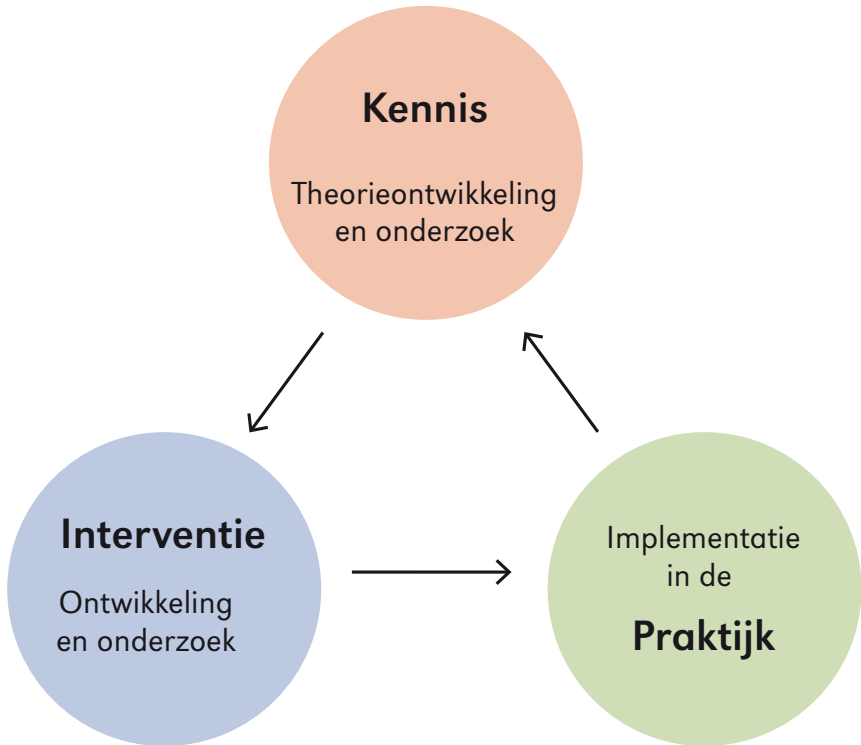 Kennis
Theorieontwikkeling
en onderzoek
Interventie
Ontwikkeling
en onderzoek
Implementatie
in de
Praktijk